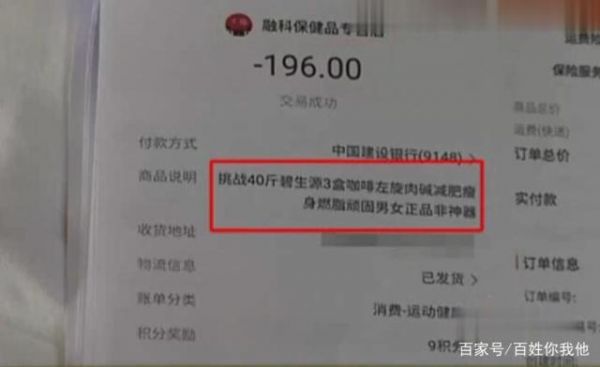 融科保健品专营店
-196.00
交易成功
付款方式
中国建设银行(9148) >
商品说明
挑战40斤碧生源3盒咖啡左旋肉碱减肥瘦
身燃脂顽固男女正品非神器
收货地址
物流信息
已发货 >
账单分类
消费-运动健康
积分奖励
9积分
运费险
保险服务
商品总价
运费(快递)
订单总价
实付款
订单信息
订单编号:
百家号/百姓你我他